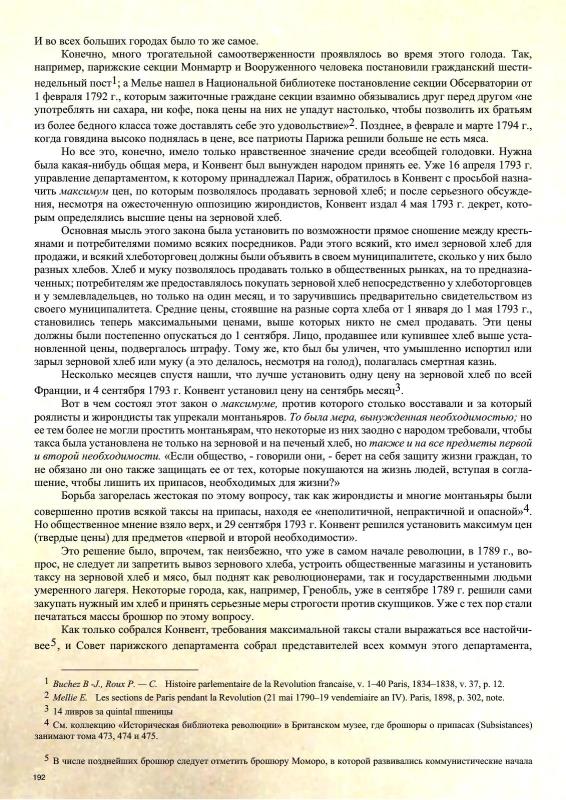 И во всех больших городах было то же самое.
Конечно, много трогательной самоотверженности проявлялось во время этого голода. Так,
например, парижские секции Монмартр и Вооруженного человека постановили гражданский шести-
недельный пост1; а Мелье нашел в Национальной библиотеке постановление секции Обсерватории от
1 февраля 1792 г., которым зажиточные граждане секции взаимно обязывались друг перед другом «не
употреблять ни сахара, ни кофе, пока цены на них не упадут настолько, чтобы позволить их братьям
из более бедного класса тоже доставлять себе это удовольствие»2. Позднее, в феврале и марте 1794 г.,
когда говядина высоко поднялась в цене, все патриоты Парижа решили больше не есть мяса.
Но все это, конечно, имело только нравственное значение среди всеобщей голодовки. Нужна
была какая-нибудь общая мера, и Конвент был вынужден народом принять ее. Уже 16 апреля 1793 г.
управление департаментом, к которому принадлежал Париж, обратилось в Конвент с просьбой назна-
чить максимум цен, по которым позволялось продавать зерновой хлеб; и после серьезного обсужде-
ния, несмотря на ожесточенную оппозицию жирондистов, Конвент издал 4 мая 1793 г. декрет, кото-
рым определялись высшие цены на зерновой хлеб.
Основная мысль этого закона была установить по возможности прямое сношение между кресть-
янами и потребителями помимо всяких посредников. Ради этого всякий, кто имел зерновой хлеб для
продажи, и всякий хлеботорговец должны были объявить в своем муниципалитете, сколько у них было
разных хлебов. Хлеб и муку позволялось продавать только в общественных рынках, на то предназна-
ченных; потребителям же предоставлялось покупать зерновой хлеб непосредственно у хлеботорговцев
и у землевладельцев, но только на один месяц, и то заручившись предварительно свидетельством из
своего муниципалитета. Средние цены, стоявшие на разные сорта хлеба от 1 января до 1 мая 1793 г.,
становились теперь максимальными ценами, выше которых никто не смел продавать. Эти цены
должны были постепенно опускаться до 1 сентября. Лицо, продавшее или купившее хлеб выше уста-
новленной цены, подвергалось штрафу. Тому же, кто был бы уличен, что умышленно испортил или
зарыл зерновой хлеб или муку (а это делалось, несмотря на голод), полагалась смертная казнь.
Несколько месяцев спустя нашли, что лучше установить одну цену на зерновой хлеб по всей
Франции, и 4 сентября 1793 г. Конвент установил цену на сентябрь месяц3.
Вот в чем состоял этот закон о максимуме, против которого столько восставали и за который
роялисты и жирондисты так упрекали монтаньяров. То была мера, вынужденная необходимостью; но
ее тем более не могли простить монтаньярам, что некоторые из них заодно с народом требовали, чтобы
такса была установлена не только на зерновой и на печеный хлеб, но также и на все предметы первой
и второй необходимости. «Если общество, - говорили они, - берет на себя защиту жизни граждан, то
не обязано ли оно также защищать ее от тех, которые покушаются на жизнь людей, вступая в согла-
шение, чтобы лишить их припасов, необходимых для жизни?»
Борьба загорелась жестокая по этому вопросу, так как жирондисты и многие монтаньяры были
совершенно против всякой таксы на припасы, находя ее «неполитичной, непрактичной и опасной»4.
Но общественное мнение взяло верх, и 29 сентября 1793 г. Конвент решился установить максимум цен
(твердые цены) для предметов «первой и второй необходимости».
Это решение было, впрочем, так неизбежно, что уже в самом начале революции, в 1789 г., во-
прос, не следует ли запретить вывоз зернового хлеба, устроить общественные магазины и установить
таксу на зерновой хлеб и мясо, был поднят как революционерами, так и государственными людьми
умеренного лагеря. Некоторые города, как, например, Гренобль, уже в сентябре 1789 г. решили сами
закупать нужный им хлеб и принять серьезные меры строгости против скупщиков. Уже с тех пор стали
печататься массы брошюр по этому вопросу.
Как только собрался Конвент, требования максимальной таксы стали выражаться все настойчи-
вее5, и Совет парижского департамента собрал представителей всех коммун этого департамента,
1 Buchez B -J., Roux P. — C. Histoire parlementaire de la Revolution francaise, v. 1–40 Paris, 1834–1838, v. 37, p. 12.
2 Mellie E. Les sections de Paris pendant la Revolution (21 mai 1790–19 vendemiaire an IV). Paris, 1898, p. 302, note.
3 14 ливров за quintal пшеницы
4 См. коллекцию «Историческая библиотека революции» в Британском музее, где брошюры о припасах (Subsistances)
занимают тома 473, 474 и 475.
5 В числе позднейших брошюр следует отметить брошюру Моморо, в которой развивались коммунистические начала
192